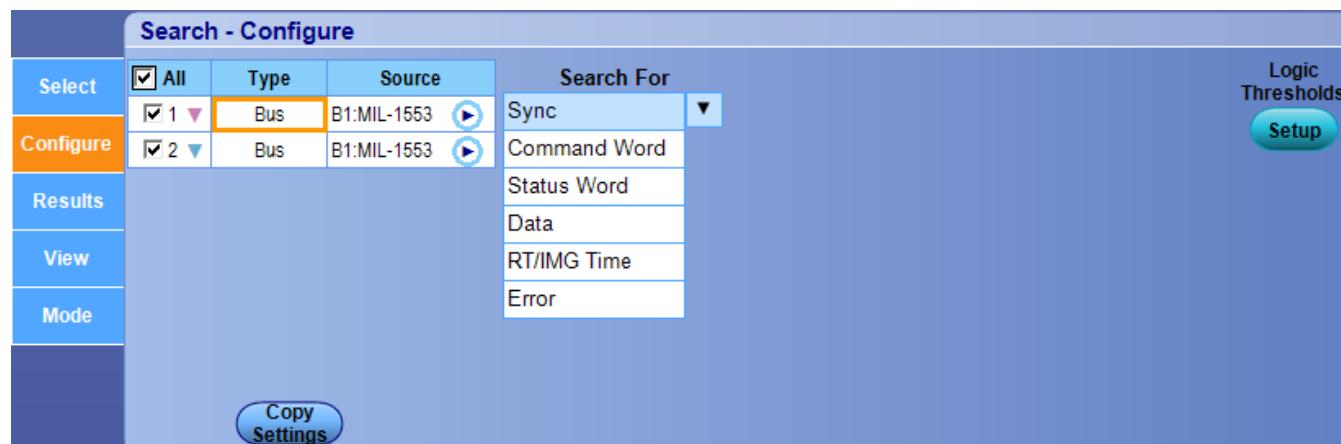 Search - Configure
Select
Configure
Results
View
Mode
All Type Source
1 Bus B1:MIL-1553
2 Bus B1:MIL-1553
Search For
Sync
Command Word
Status Word
Data
RT/IMG Time
Error
Logic
Thresholds
Setup
Copy
Settings